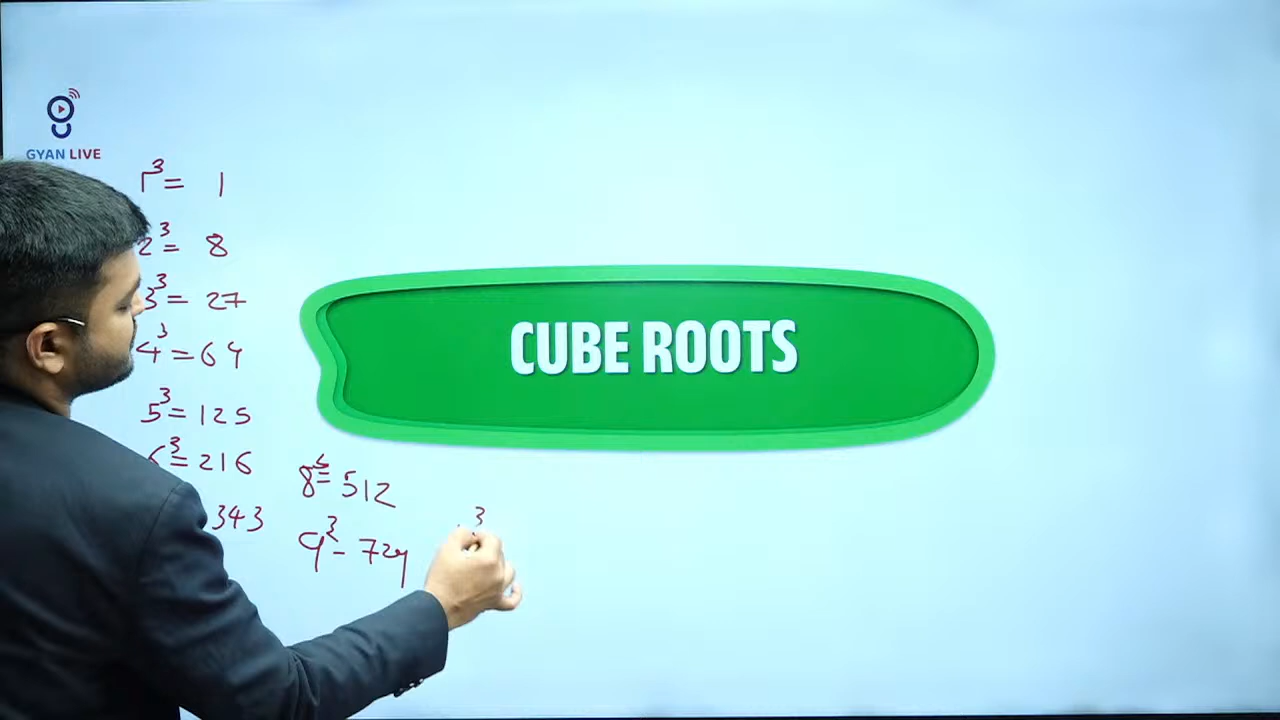 GYAN LIVE
1³ = 1
2³ = 8
3³ = 27
4³ = 64
5³ = 125
6³ = 216
343
8³ = 512
9³ - 729
3
CUBE ROOTS